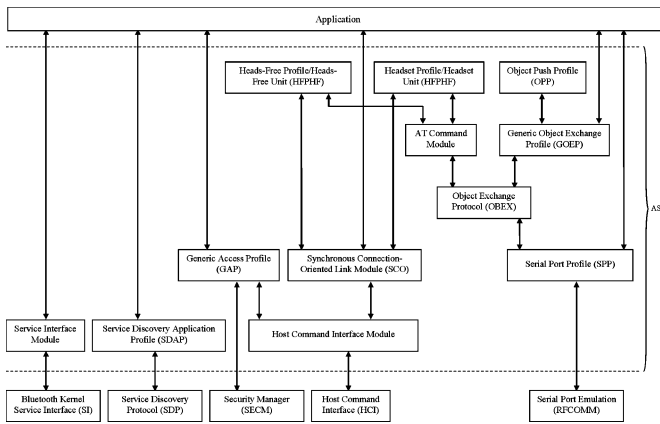 Application
Heads-Free Profile/Heads-
Free Unit (HFPHF)
Headset Profile/Headset
Unit (HFPHF)
Object Push Profile
(OPP)
AT Command
Module
Generic Object Exchange
Profile (GOEP)
Object Exchange
Protocol (OBEX)
AS
Generic Access Profile
(GAP)
Synchronous Connection-
Oriented Link Module (SCO)
Serial Port Profile (SPP)
Service Interface
Module
Service Discovery Application
Profile (SDAP)
Host Command Interface Module
Bluetooth Kernel
Service Interface (SI)
Service Discovery
Protocol (SDP)
Security Manager
(SECM)
Host Command
Interface (HCI)
Serial Port Emulation
(RFCOMM)